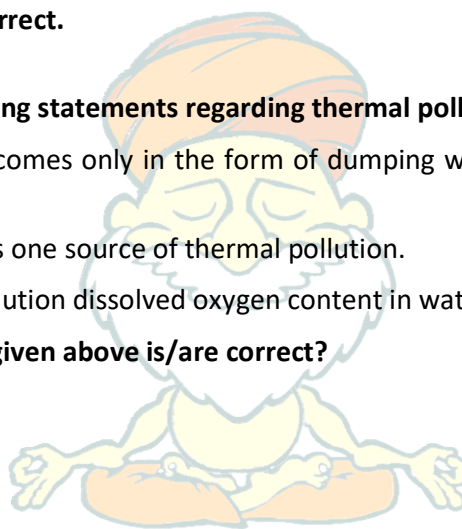 rrect.
ng statements regarding thermal poll
comes only in the form of dumping w
s one source of thermal pollution.
ution dissolved oxygen content in wat
given above is/are correct?